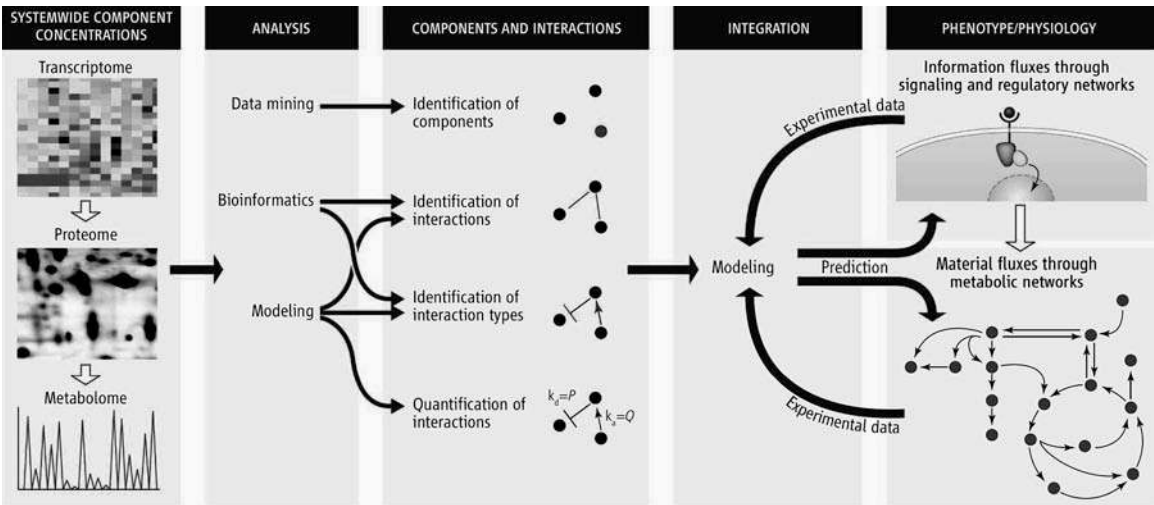 SYSTEMWIDE COMPONENT
CONCENTRATIONS
Transcriptome
Proteome
Metabolome
ANALYSIS
Data mining
Bioinformatics
Modeling
COMPONENTS AND INTERACTIONS
Identification of
components
Identification of
interactions
Identification of
interaction types
Quantification of
interactions
k_d=P
k_a=Q
INTEGRATION
Experimental data
Modeling
Prediction
Experimental data
PHENOTYPE/PHYSIOLOGY
Information fluxes through
signaling and regulatory networks
Material fluxes through
metabolic networks